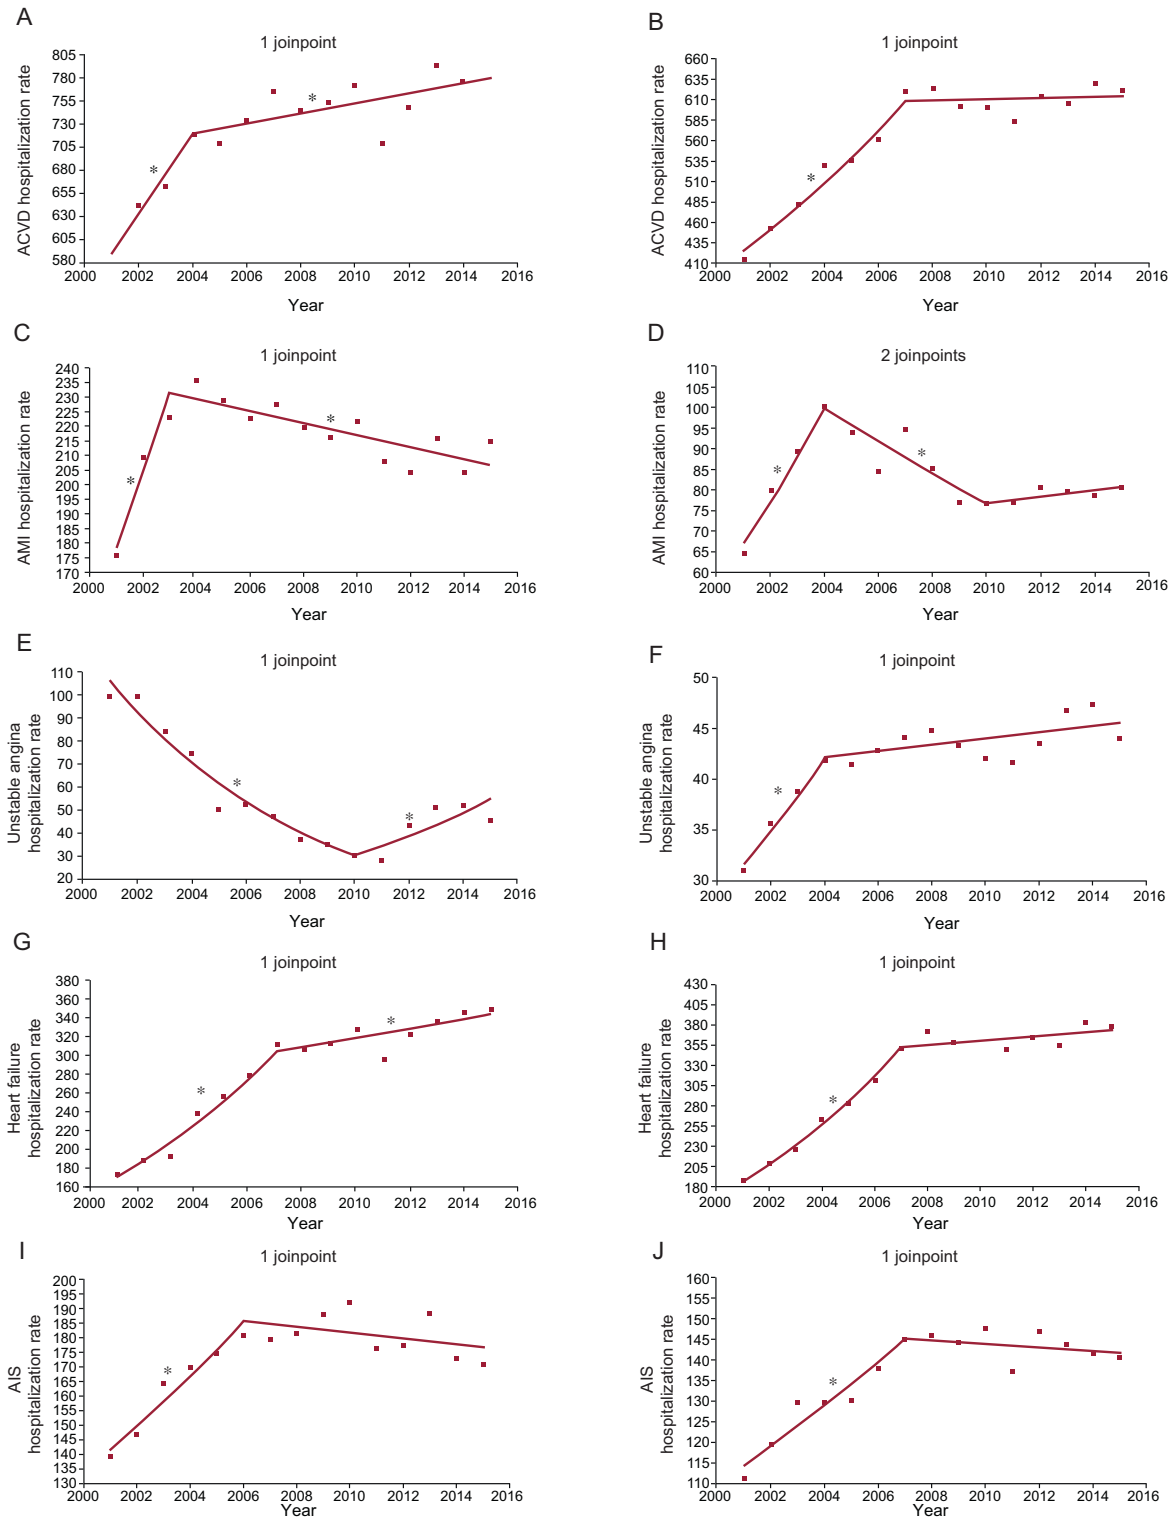 A
1 joinpoint
ACVD hospitalization rate
805
780
755
730
705
680
655
630
605
580
*
*
2000 2002 2004 2006 2008 2010 2012 2014 2016
Year
B
1 joinpoint
ACVD hospitalization rate
660
635
610
585
560
535
510
485
460
435
410
*
2000 2002 2004 2006 2008 2010 2012 2014 2016
Year
C
1 joinpoint
AMI hospitalization rate
240
235
230
225
220
215
210
205
200
195
190
185
180
175
170
*
*
2000 2002 2004 2006 2008 2010 2012 2014 2016
Year
D
2 joinpoints
AMI hospitalization rate
110
105
100
95
90
85
80
75
70
65
60
*
*
2000 2002 2004 2006 2008 2010 2012 2014 2016
Year
E
1 joinpoint
Unstable angina
hospitalization rate
110
100
90
80
70
60
50
40
30
20
*
*
2000 2002 2004 2006 2008 2010 2012 2014 2016
Year
F
1 joinpoint
Unstable angina
hospitalization rate
50
45
40
35
30
*
2000 2002 2004 2006 2008 2010 2012 2014 2016
Year
G
1 joinpoint
Heart failure
hospitalization rate
380
360
340
320
300
280
260
240
220
200
180
160
*
*
2000 2002 2004 2006 2008 2010 2012 2014 2016
Year
H
1 joinpoint
Heart failure
hospitalization rate
430
405
380
355
330
305
280
255
230
205
180
*
2000 2002 2004 2006 2008 2010 2012 2014 2016
Year
I
1 joinpoint
AIS
hospitalization rate
200
195
190
185
180
175
170
165
160
155
150
145
140
135
130
*
2000 2002 2004 2006 2008 2010 2012 2014 2016
Year
J
1 joinpoint
AIS
hospitalization rate
160
155
150
145
140
135
130
125
120
115
110
*
2000 2002 2004 2006 2008 2010 2012 2014 2016
Year